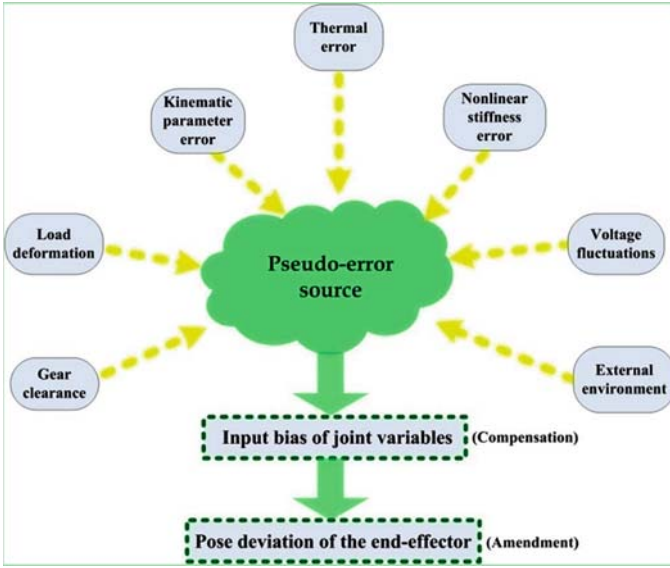 Thermal
error
Kinematic
parameter
error
Nonlinear
stiffness
error
Load
deformation
Pseudo-error
source
Voltage
fluctuations
Gear
clearance
External
environment
Input bias of joint variables (Compensation)
Pose deviation of the end-effector (Amendment)